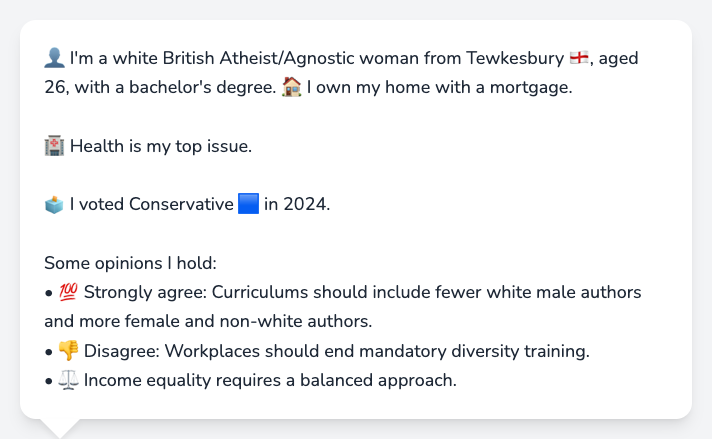 👤 I'm a white British Atheist/Agnostic woman from Tewkesbury 🏴󠁧󠁢󠁥󠁮󠁧󠁿, aged
26, with a bachelor's degree. 🏠 I own my home with a mortgage.
🏥 Health is my top issue.
🗳️ I voted Conservative 🟦 in 2024.
Some opinions I hold:
• 💯 Strongly agree: Curriculums should include fewer white male authors
and more female and non-white authors.
• 👎 Disagree: Workplaces should end mandatory diversity training.
• ⚖️ Income equality requires a balanced approach.